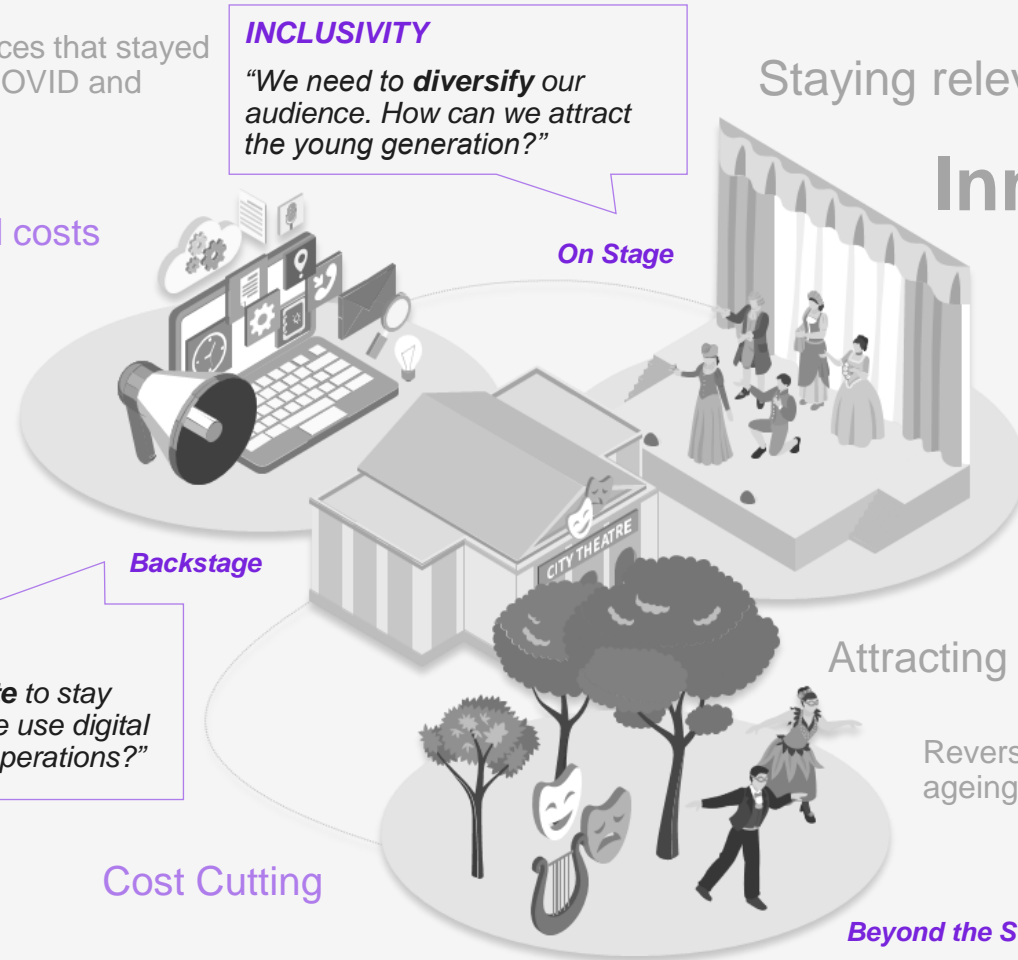 ces that stayed
OVID and
INCLUSIVITY
“We need to diversify our
audience. How can we attract
the young generation?”
Staying relev
Inn
costs
On Stage
CITY THEATRE
Backstage
te to stay
e use digital
perations?”
Attracting
Revers
ageing
Cost Cutting
Beyond the S